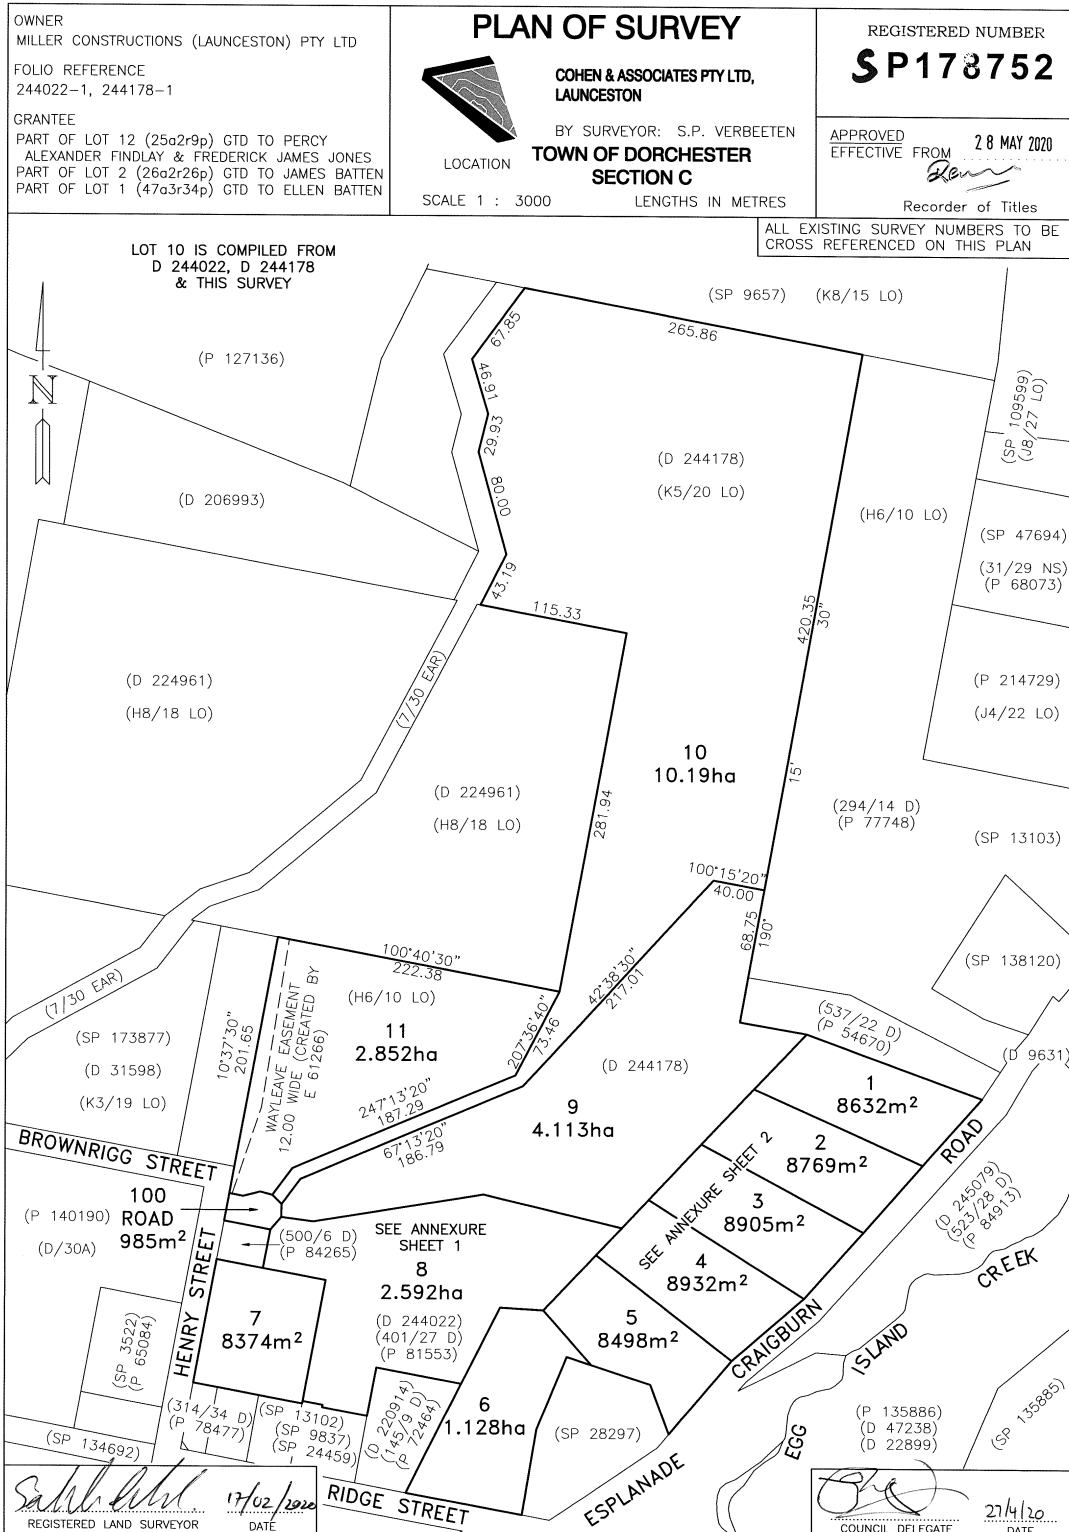 OWNER
MILLER CONSTRUCTIONS (LAUNCESTON) PTY LTD
FOLIO REFERENCE
244022-1, 244178-1
GRANTEE
PART OF LOT 12 (25a2r9p) GTD TO PERCY
ALEXANDER FINDLAY & FREDERICK JAMES JONES
PART OF LOT 2 (26a2r26p) GTD TO JAMES BATTEN
PART OF LOT 1 (47a3r34p) GTD TO ELLEN BATTEN
PLAN OF SURVEY
COHEN & ASSOCIATES PTY LTD,
LAUNCESTON
BY SURVEYOR: S.P. VERBEETEN
LOCATION
TOWN OF DORCHESTER
SECTION C
SCALE 1 : 3000
LENGTHS IN METRES
REGISTERED NUMBER
SP178752
APPROVED
EFFECTIVE FROM
28 MAY 2020
Recorder of Titles
ALL EXISTING SURVEY NUMBERS TO BE
CROSS REFERENCED ON THIS PLAN
LOT 10 IS COMPILED FROM
D 244022, D 244178
& THIS SURVEY
N
(SP 9657)
(K8/15 LO)
67.85
265.86
(P 127136)
46.91
(SP 109599)
(J8/27 LO)
29.93
(D 244178)
(K5/20 LO)
80.00
(D 206993)
(H6/10 LO)
(SP 47694)
(31/29 NS)
(P 68073)
43.19
115.33
420.35
30"
(D 224961)
(H8/18 LO)
(7/30 EAR)
(P 214729)
(J4/22 LO)
10
10.19ha
15'
(D 224961)
(H8/18 LO)
281.94
(294/14 D)
(P 77748)
(SP 13103)
100°15'20"
40.00
68.75
190°
100°40'30"
222.38
42°38'30"
217.01
(SP 138120)
(7/30 EAR)
(H6/10 LO)
11
2.852ha
WAYLEAVE EASEMENT
12.00 WIDE (CREATED BY
E 61266)
10°37'30"
201.65
207°36'40"
73.46
(SP 173877)
(D 31598)
(K3/19 LO)
(537/22 D)
(P 54670)
(D 9631)
(D 244178)
1
8632m²
247°13'20"
187.29
67°13'20"
186.79
9
4.113ha
2
8769m²
BROWNRIGG STREET
SEE ANNEXURE SHEET 2
ROAD
100
ROAD
985m²
(P 140190)
(D/30A)
3
8905m²
(D 245079)
(523/28 D)
(P 84913)
(500/6 D)
(P 84265)
SEE ANNEXURE
SHEET 1
8
2.592ha
(D 244022)
(401/27 D)
(P 81553)
4
8932m²
CREEK
HENRY STREET
7
8374m²
5
8498m²
CRAIGBURN
ISLAND
(SP 3522)
(P 65084)
(314/34 D)
(P 78477)
(SP 13102)
(SP 9837)
(SP 24459)
(D 220914)
(145/9 D)
(P 72464)
6
1.128ha
(SP 28297)
(P 135886)
(D 47238)
(D 22899)
(SP 135885)
EGG
(SP 134692)
RIDGE STREET
ESPLANADE
17/02/2020
REGISTERED LAND SURVEYOR
DATE
27/4/20
COUNCIL DELEGATE
DATE